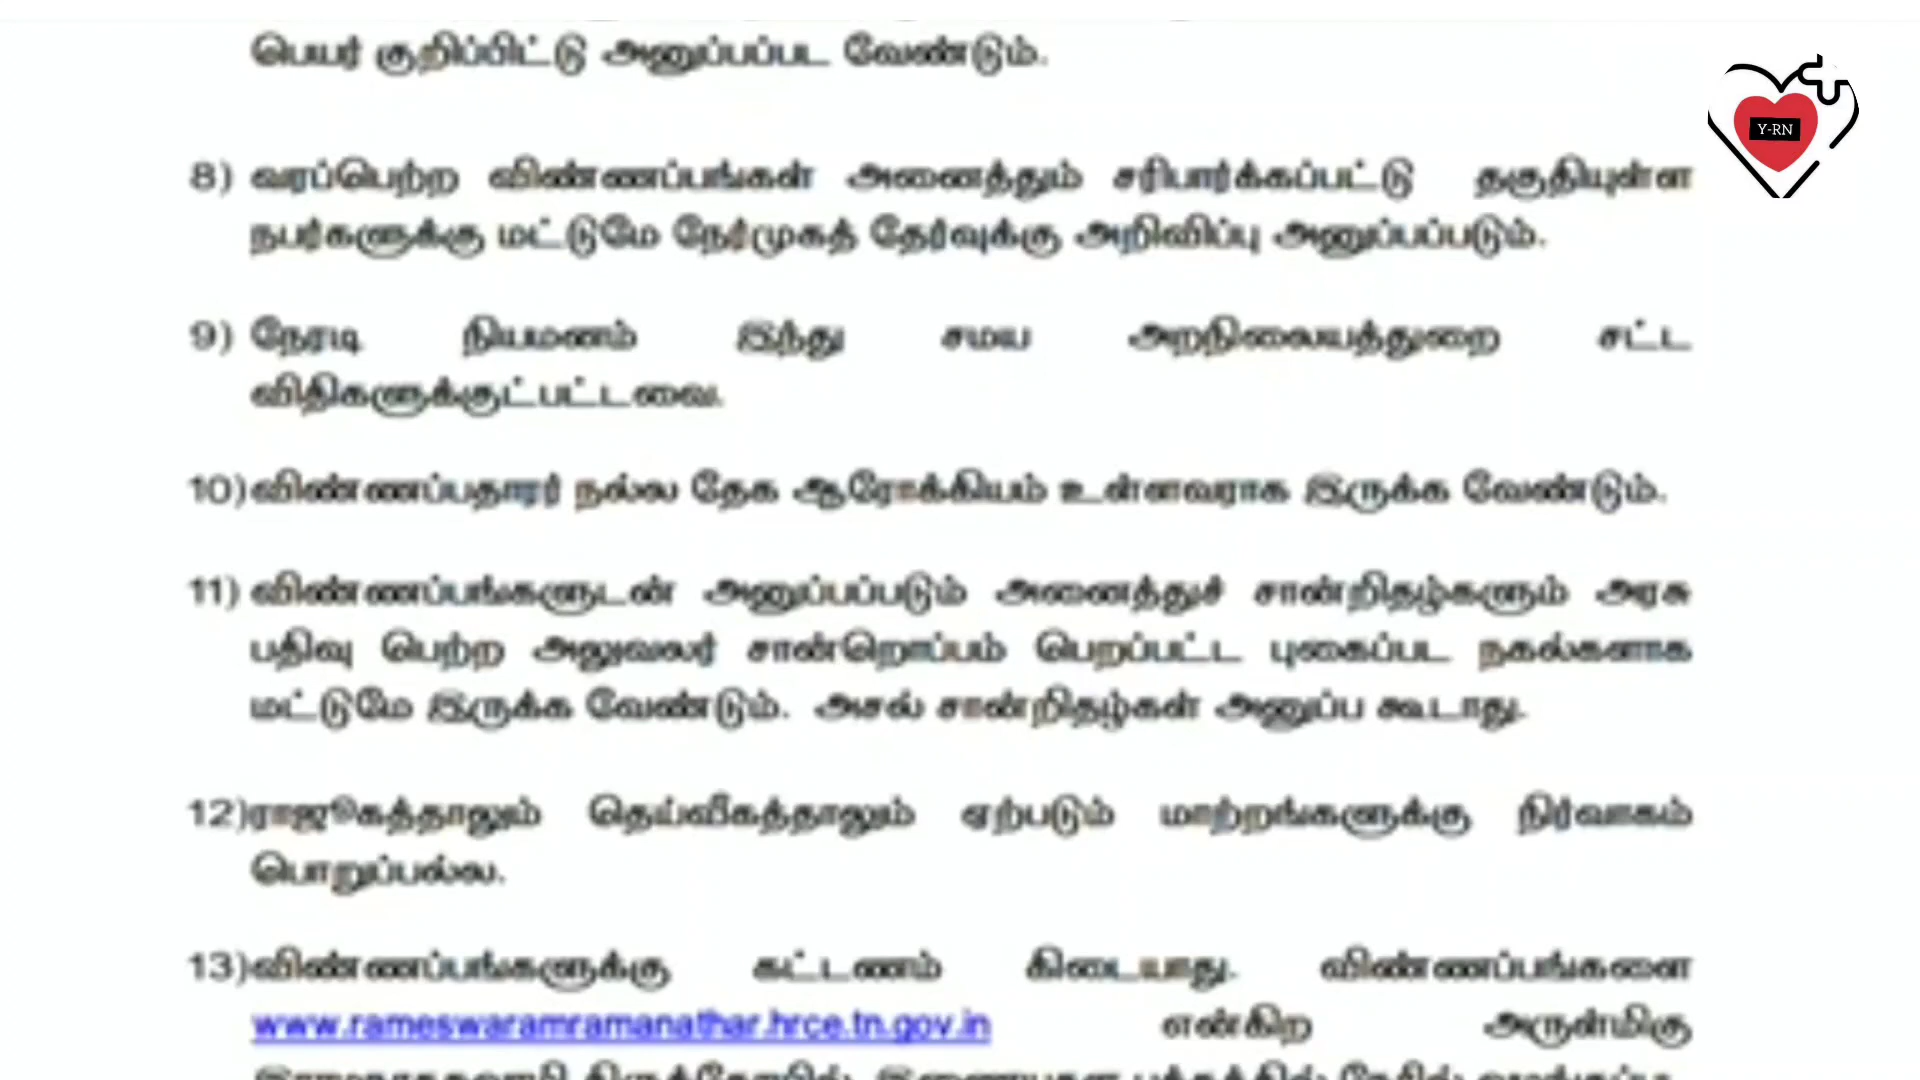 பெயர் குறிப்பிட்டு அனுப்பப்பட வேண்டும்.
Y-RN
8) வரப்பெற்ற விண்ணப்பங்கள் அனைத்தும் சரிபார்க்கப்பட்டு தகுதியுள்ள
நபர்களுக்கு மட்டுமே நேர்முகத் தேர்வுக்கு அறிவிப்பு அனுப்பப்படும்.
9) நேரடி நியமணம் இந்து சமய அறநிலையத்துறை சட்ட
விதிகளுக்குட்பட்டவை.
10)விண்ணப்பதாரர் நல்ல தேக ஆரோக்கியம் உள்ளவராக இருக்க வேண்டும்.
11) விண்ணப்பங்களுடன் அனுப்பப்படும் அனைத்துச் சான்றிதழ்களும் அரசு
பதிவு பெற்ற அலுவலர் சான்றொப்பம் பெறப்பட்ட புகைப்பட நகல்களாக
மட்டுமே இருக்க வேண்டும். அசல் சான்றிதழ்கள் அனுப்ப கூடாது.
12)ராஜூகத்தாலும் தெய்வீகத்தாலும் ஏற்படும் மாற்றங்களுக்கு நிர்வாகம்
பொறுப்பல்ல.
13)விண்ணப்பங்களுக்கு கட்டணம் கிடையாது. விண்ணப்பங்களை
www.rameswaramramanathar.hrce.tn.gov.in என்கிற அருள்மிகு